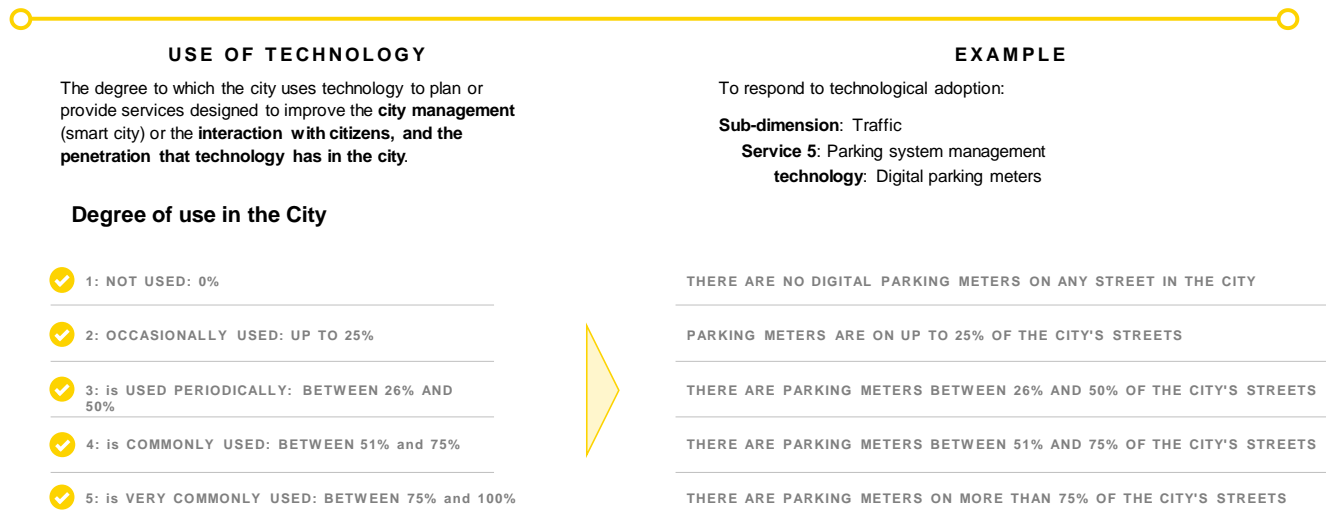 USE OF TECHNOLOGY
The degree to which the city uses technology to plan or
provide services designed to improve the city management
(smart city) or the interaction with citizens, and the
penetration that technology has in the city.
Degree of use in the City
1: NOT USED: 0%
2: OCCASIONALLY USED: UP TO 25%
3: is USED PERIODICALLY: BETWEEN 26% AND
50%
4: is COMMONLY USED: BETWEEN 51% and 75%
5: is VERY COMMONLY USED: BETWEEN 75% and 100%
EXAMPLE
To respond to technological adoption:
Sub-dimension: Traffic
Service 5: Parking system management
technology: Digital parking meters
THERE ARE NO DIGITAL PARKING METERS ON ANY STREET IN THE CITY
PARKING METERS ARE ON UP TO 25% OF THE CITY'S STREETS
THERE ARE PARKING METERS BETWEEN 26% AND 50% OF THE CITY'S STREETS
THERE ARE PARKING METERS BETWEEN 51% AND 75% OF THE CITY'S STREETS
THERE ARE PARKING METERS ON MORE THAN 75% OF THE CITY'S STREETS